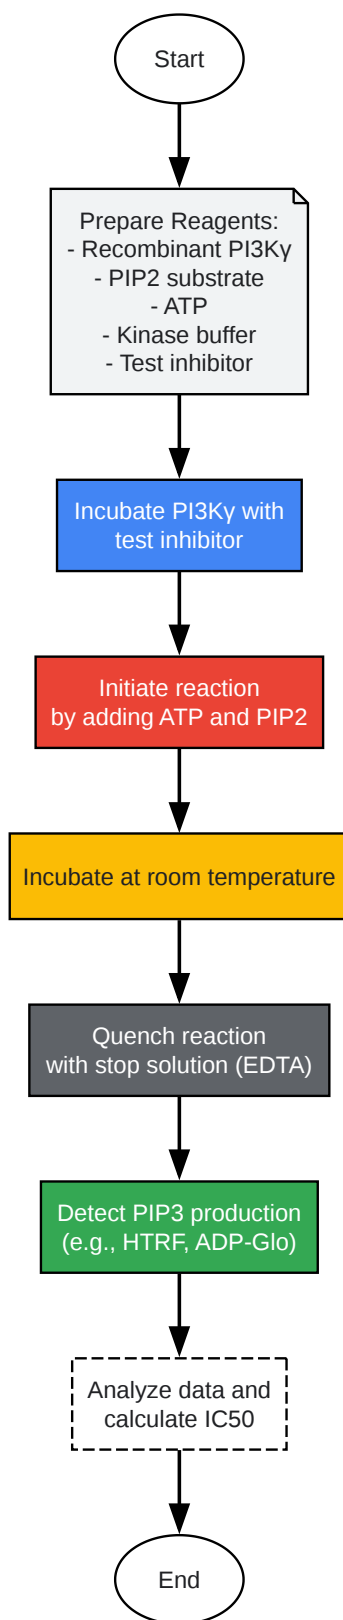 Start
Prepare Reagents:
- Recombinant PI3Kγ
- PIP2 substrate
- ATP
- Kinase buffer
- Test inhibitor
Incubate PI3Kγ with
test inhibitor
Initiate reaction
by adding ATP and PIP2
Incubate at room temperature
Quench reaction
with stop solution (EDTA)
Detect PIP3 production
(e.g., HTRF, ADP-Glo)
Analyze data and
calculate IC50
End